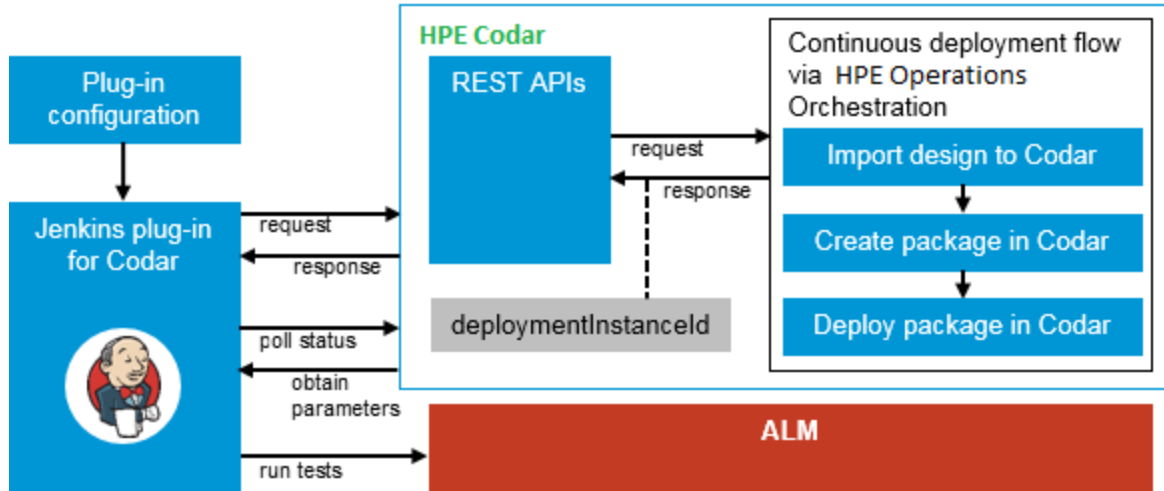 Plug-in
configuration
Jenkins plug-in
for Codar
request
response
poll status
obtain
parameters
run tests
HPE Codar
REST APIs
request
response
deploymentInstanceId
Continuous deployment flow
via HPE Operations
Orchestration
Import design to Codar
Create package in Codar
Deploy package in Codar
ALM